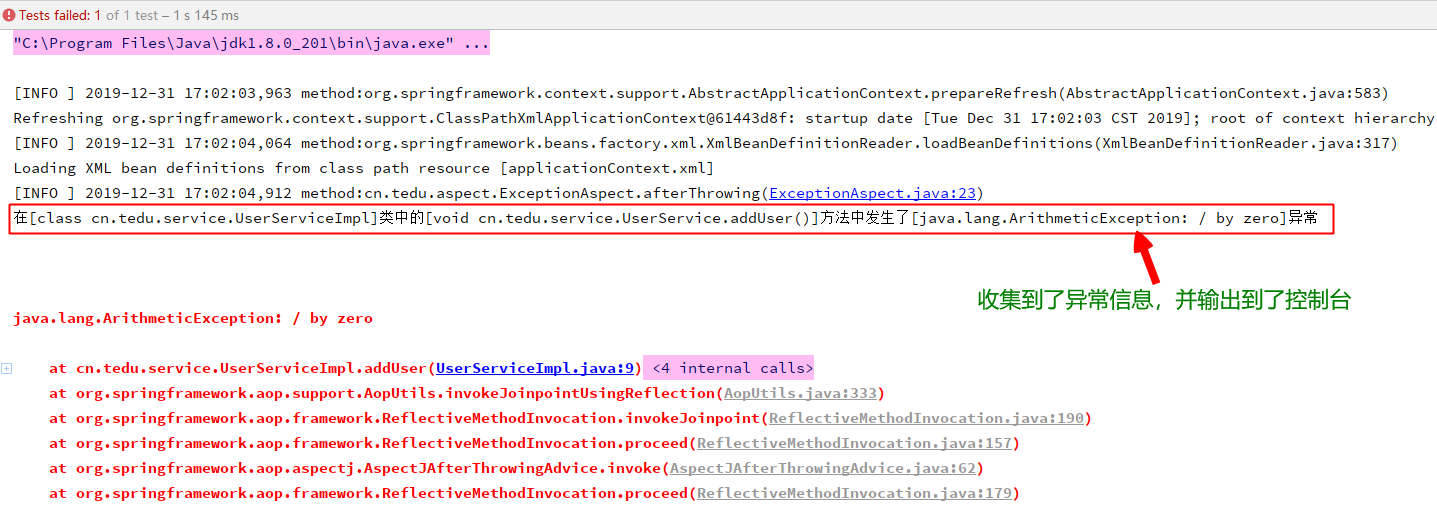 Tests failed: 1 of 1 test – 1 s 145 ms
"C:\Program Files\Java\jdk1.8.0_201\bin\java.exe" ...
[INFO ] 2019-12-31 17:02:03,963 method:org.springframework.context.support.AbstractApplicationContext.prepareRefresh(AbstractApplicationContext.java:583)
Refreshing org.springframework.context.support.ClassPathXmlApplicationContext@61443d8f: startup date [Tue Dec 31 17:02:03 CST 2019]; root of context hierarchy
[INFO ] 2019-12-31 17:02:04,064 method:org.springframework.beans.factory.xml.XmlBeanDefinitionReader.loadBeanDefinitions(XmlBeanDefinitionReader.java:317)
Loading XML bean definitions from class path resource [applicationContext.xml]
[INFO ] 2019-12-31 17:02:04,912 method:cn.tedu.aspect.ExceptionAspect.afterThrowing(ExceptionAspect.java:23)
在[class cn.tedu.service.UserServiceImpl]类中的[void cn.tedu.service.UserService.addUser()]方法中发生了[java.lang.ArithmeticException: / by zero]异常
收集到了异常信息，并输出到了控制台
java.lang.ArithmeticException: / by zero
at cn.tedu.service.UserServiceImpl.addUser(UserServiceImpl.java:9) <4 internal calls>
at org.springframework.aop.support.AopUtils.invokeJoinpointUsingReflection(AopUtils.java:333)
at org.springframework.aop.framework.ReflectiveMethodInvocation.invokeJoinpoint(ReflectiveMethodInvocation.java:190)
at org.springframework.aop.framework.ReflectiveMethodInvocation.proceed(ReflectiveMethodInvocation.java:157)
at org.springframework.aop.aspectj.AspectJAfterThrowingAdvice.invoke(AspectJAfterThrowingAdvice.java:62)
at org.springframework.aop.framework.ReflectiveMethodInvocation.proceed(ReflectiveMethodInvocation.java:179)